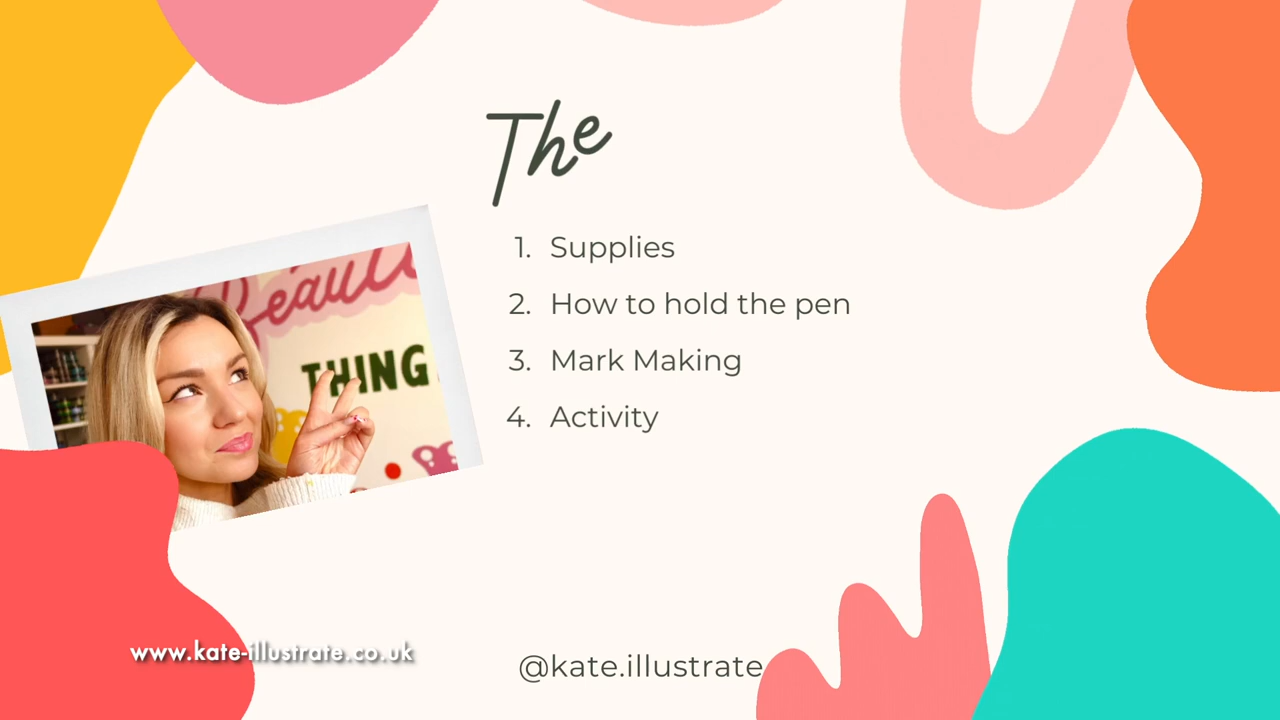 The
1. Supplies
2. How to hold the pen
3. Mark Making
4. Activity
THING
www.kate-illustrate.co.uk
@kate.illustrate